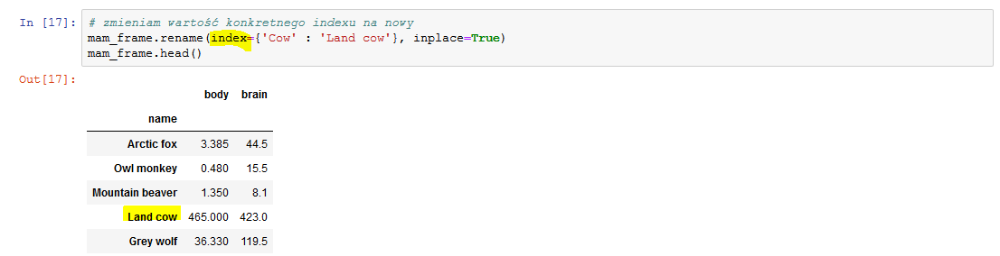 In [17]: # zmieniam wartość konkretnego indexu na nowy
mam_frame.rename(index={'Cow' : 'Land cow'}, inplace=True)
mam_frame.head()
Out[17]:
body brain
name
Arctic fox 3.385 44.5
Owl monkey 0.480 15.5
Mountain beaver 1.350 8.1
Land cow 465.000 423.0
Grey wolf 36.330 119.5